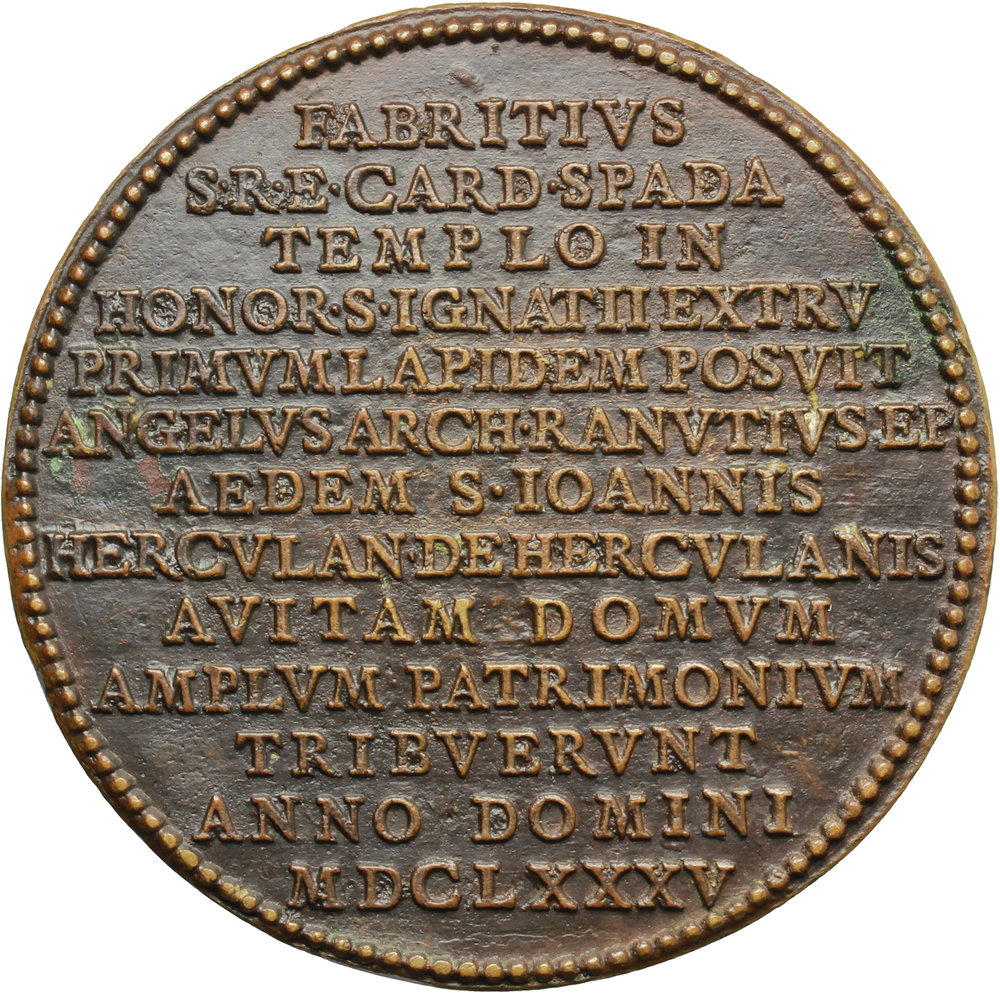 FABRITIVS
S·R·E·CARD·SPADA
TEMPLO IN
HONOR·S·IGNATII EXTRV
PRIMVM LAPIDEM POSVIT
ANGELVS ARCH·RANVTIVS EP
AEDEM S·IOANNIS
HERCVLAN·DE HERCVLANIS
AVITAM DOMVM
AMPLVM PATRIMONIVM
TRIBVERVNT
ANNO DOMINI
M·DCLXXXV